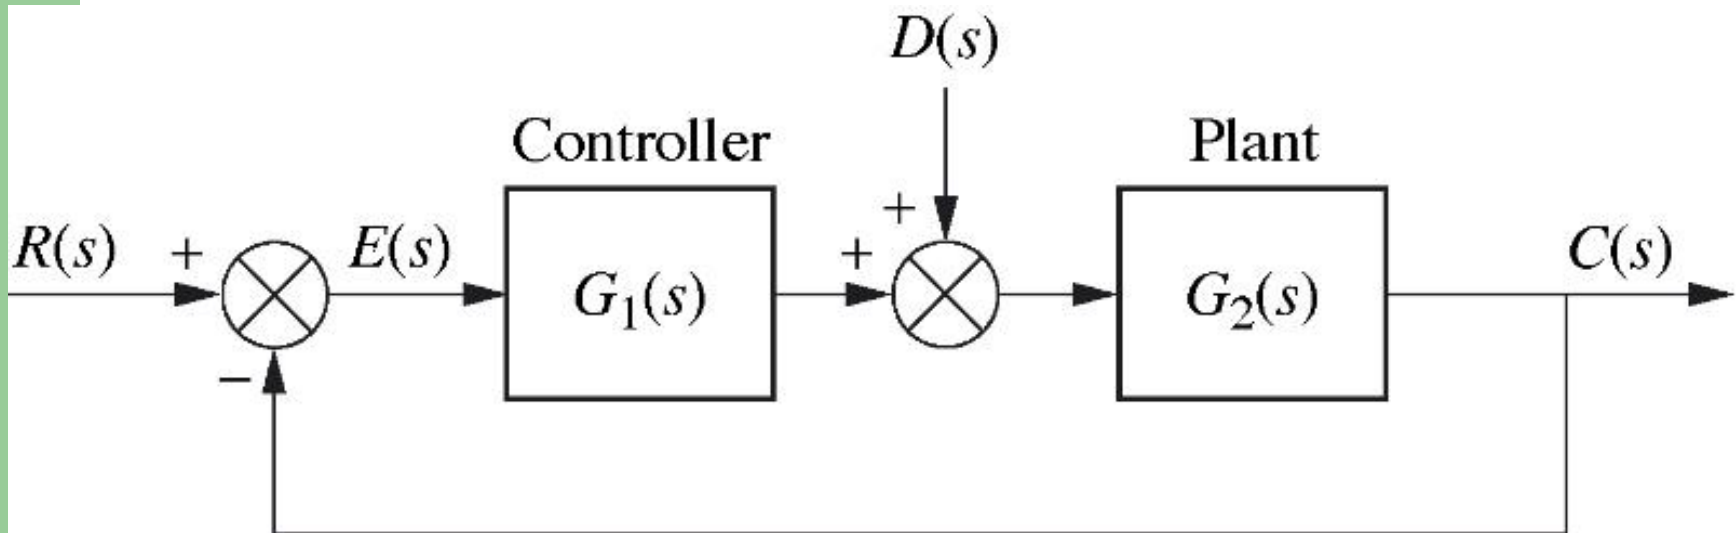 D(s)
Controller
Plant
R(s)
+
E(s)
G₁(s)
+
+
G₂(s)
C(s)
−